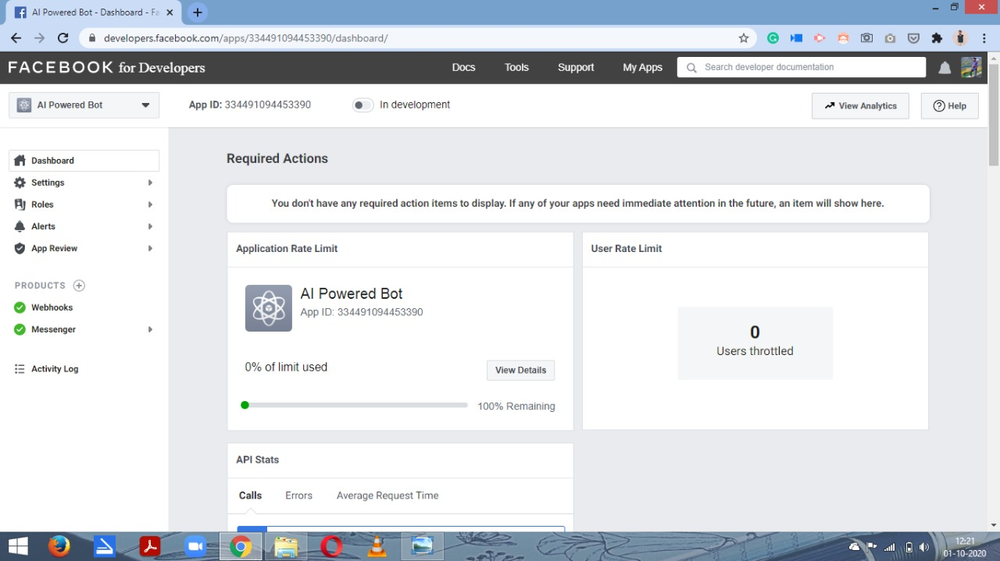 AI Powered Bot - Dashboard - Fa
developers.facebook.com/apps/334491094453390/dashboard/
FACEBOOK for Developers
Docs
Tools
Support
My Apps
Search developer documentation
AI Powered Bot
App ID: 334491094453390
In development
View Analytics
Help
Dashboard
Settings
Roles
Alerts
App Review
PRODUCTS
Webhooks
Messenger
Activity Log
Required Actions
You don't have any required action items to display. If any of your apps need immediate attention in the future, an item will show here.
Application Rate Limit
AI Powered Bot
App ID: 334491094453390
0% of limit used
View Details
100% Remaining
User Rate Limit
0
Users throttled
API Stats
Calls
Errors
Average Request Time
12:21
01-10-2020